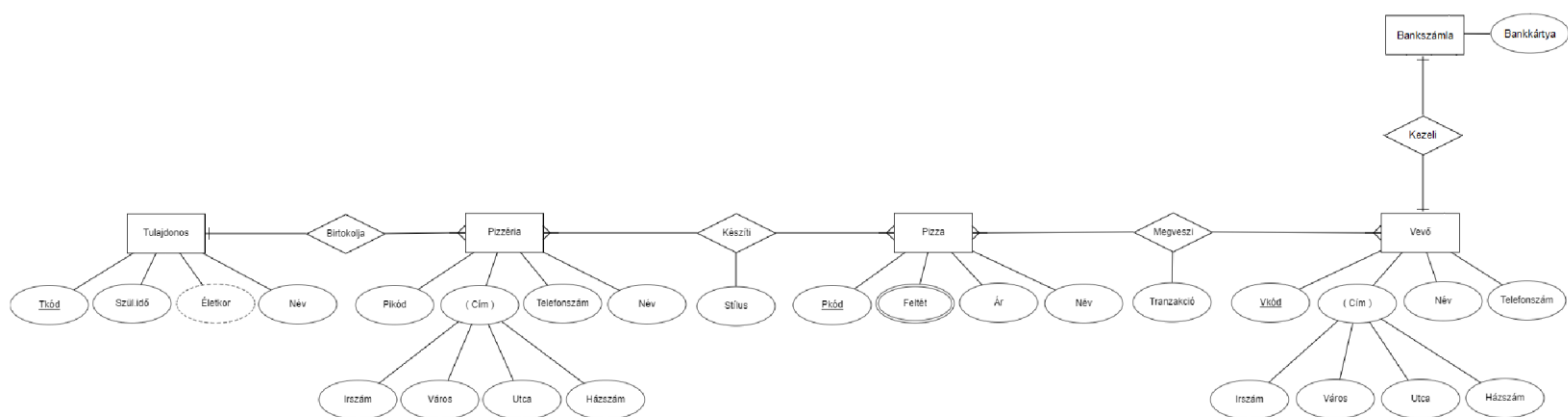 Bankszámla
Bankkártya
Kezeli
Tulajdonos
Birtokolja
Pizzéria
Készíti
Pizza
Megveszi
Vevő
Tkód
Szül.idő
Életkor
Név
Pikód
( Cím )
Telefonszám
Név
Stílus
Pkód
Feltét
Ár
Név
Tranzakció
Vkód
( Cím )
Név
Telefonszám
Irszám
Város
Utca
Házszám
Irszám
Város
Utca
Házszám